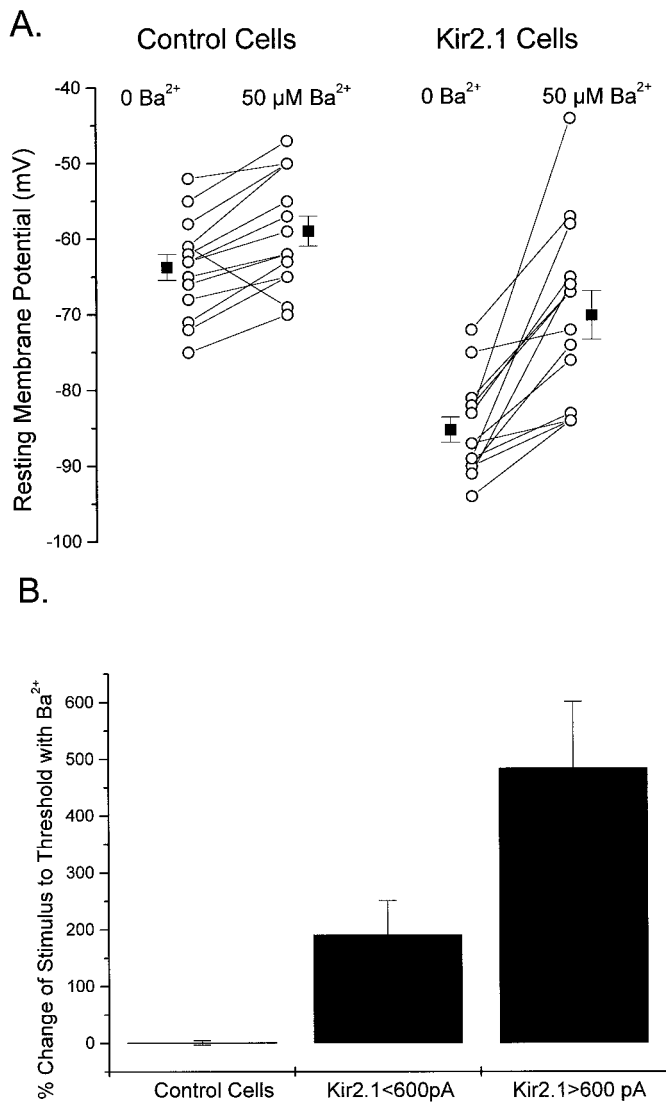 A.
Control Cells Kir2.1 Cells
0 Ba²⁺ 50 µM Ba²⁺ 0 Ba²⁺ 50 µM Ba²⁺
Resting Membrane Potential (mV)
-40
-50
-60
-70
-80
-90
-100
B.
% Change of Stimulus to Threshold with Ba²⁺
600
500
400
300
200
100
0
Control Cells Kir2.1<600pA Kir2.1>600 pA